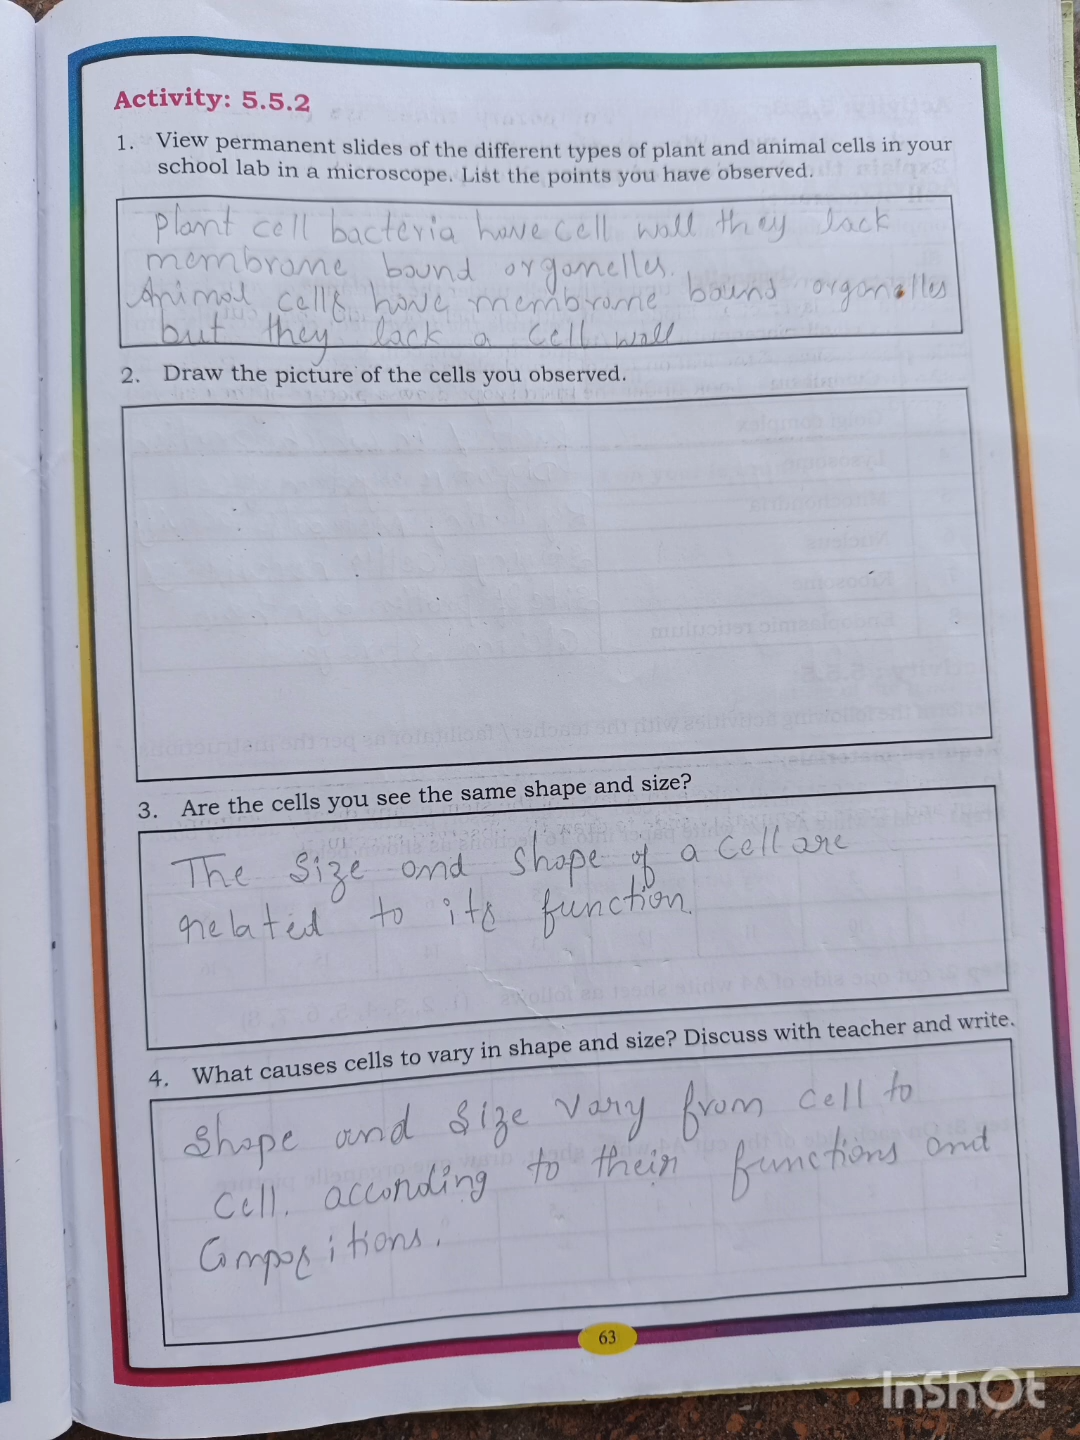 Activity: 5.5.2
1. View permanent slides of the different types of plant and animal cells in your
school lab in a microscope. List the points you have observed.
Plant cell bacteria have cell wall they lack
membrane bound organelles.
Animal cells have membrane bound organelles
but they lack a cell wall
2. Draw the picture of the cells you observed.
3. Are the cells you see the same shape and size?
The size and shape of a cell are
related to its function
4. What causes cells to vary in shape and size? Discuss with teacher and write.
Shape and size vary from cell to
cell. according to their functions and
Compositions.
63
InShOt